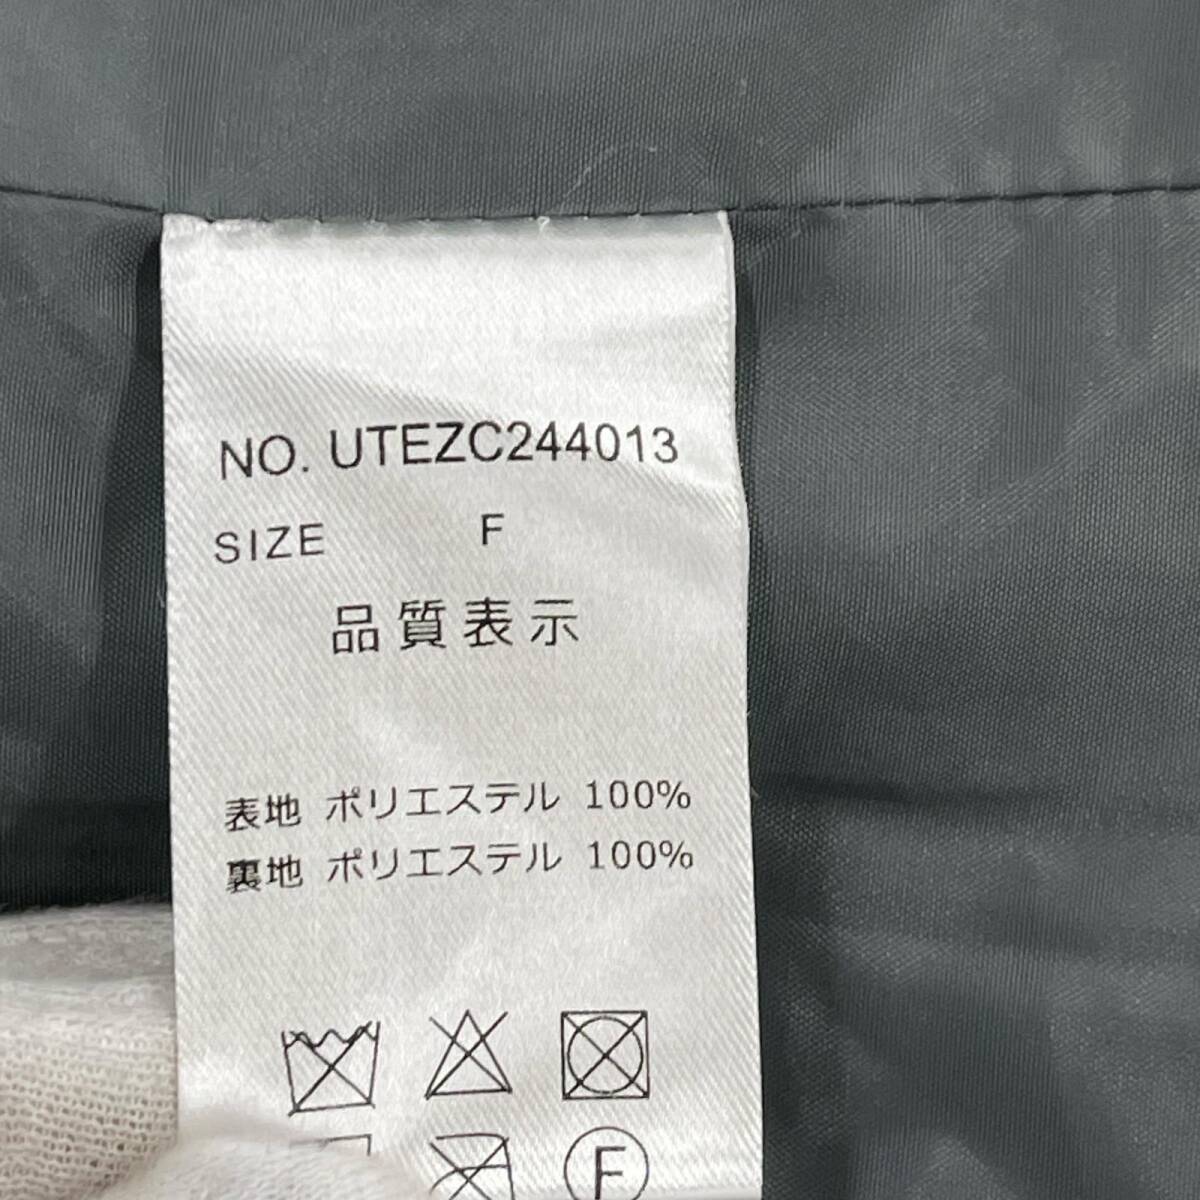 NO. UTEZC244013
SIZE F
品質表示
表地 ポリエステル 100%
裏地 ポリエステル 100%
F